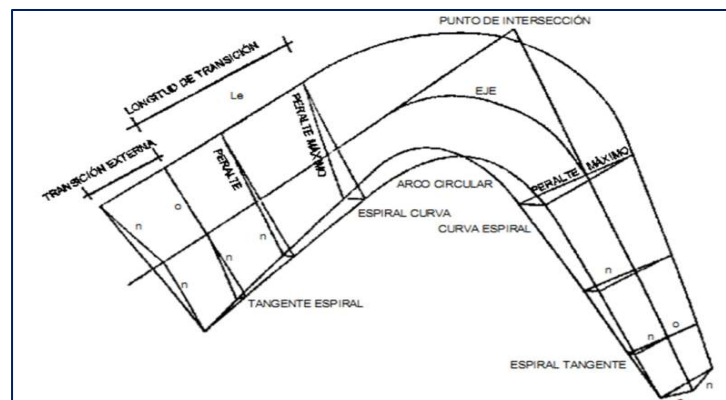 PUNTO DE INTERSECCIÓN
LONGITUD DE TRANSICIÓN
Le
TRANSICIÓN EXTERNA
PERALTE
PERALTE MÁXIMO
EJE
ARCO CIRCULAR
PERALTE MÁXIMO
ESPIRAL CURVA
CURVA ESPIRAL
n
o
n
n
n
TANGENTE ESPIRAL
n
n
o
ESPIRAL TANGENTE
n